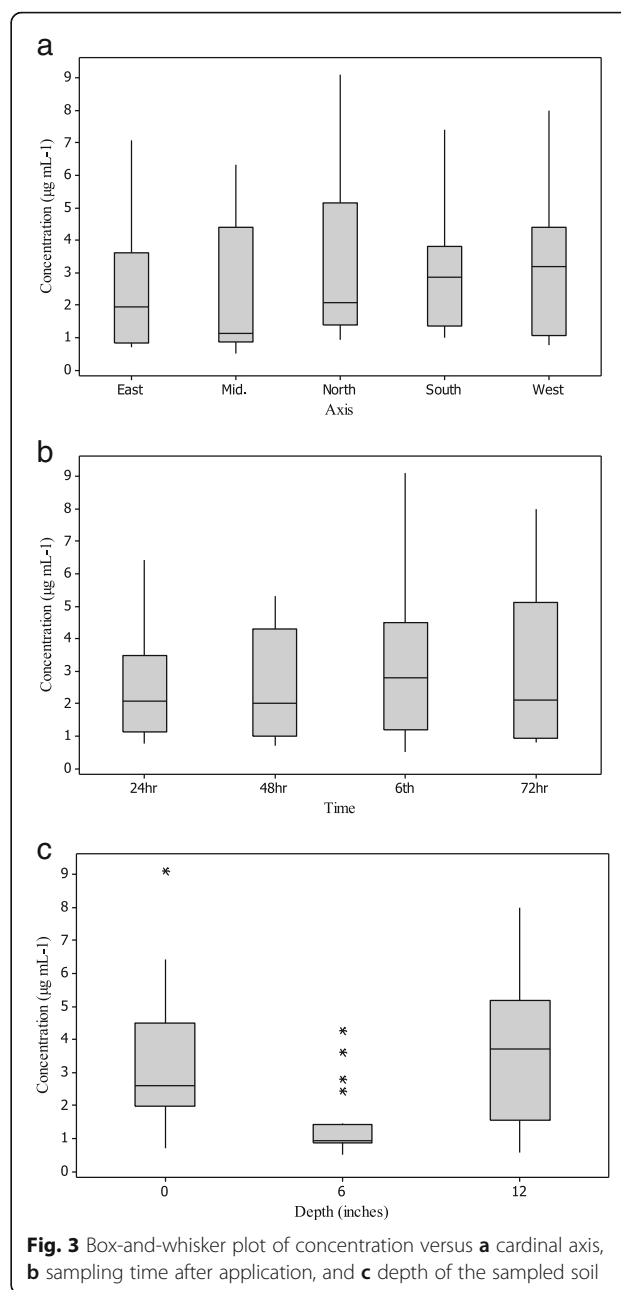 a
9
8
7
6
5
4
3
2
1
0
Concentration (µg mL-1)
East Mid. North South West
Axis
b
9
8
7
6
5
4
3
2
1
0
Concentration (µg mL-1)
24hr 48hr 6th 72hr
Time
c
9
8
7
6
5
4
3
2
1
0
Concentration (µg mL-1)
0 6 12
Depth (inches)
Fig. 3 Box-and-whisker plot of concentration versus a cardinal axis,
b sampling time after application, and c depth of the sampled soil